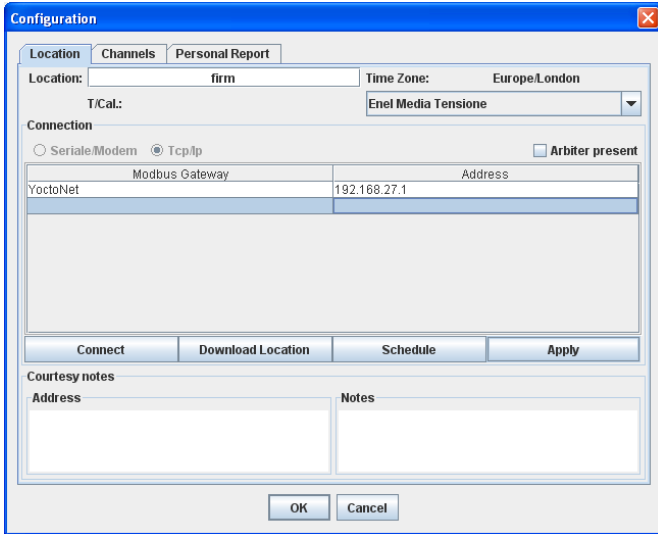 Configuration
Location Channels Personal Report
Location: firm Time Zone: Europe/London
T/Cal.: Enel Media Tensione
Connection
Seriale/Modem Tcp/Ip Arbiter present
Modbus Gateway Address
YoctoNet 192.168.27.1
Connect Download Location Schedule Apply
Courtesy notes
Address Notes
OK Cancel